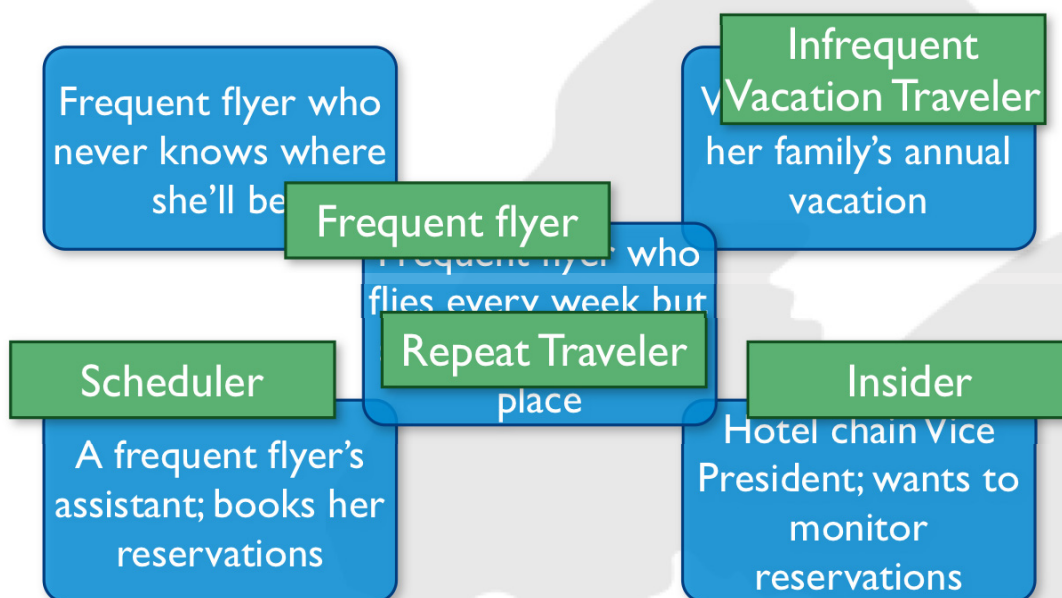 Frequent flyer who
never knows where
she'll be
Infrequent
Vacation Traveler
her family's annual
vacation
Frequent flyer
Frequent flyer who
flies every week but
Repeat Traveler
place
Scheduler
A frequent flyer's
assistant; books her
reservations
Insider
Hotel chain Vice
President; wants to
monitor
reservations